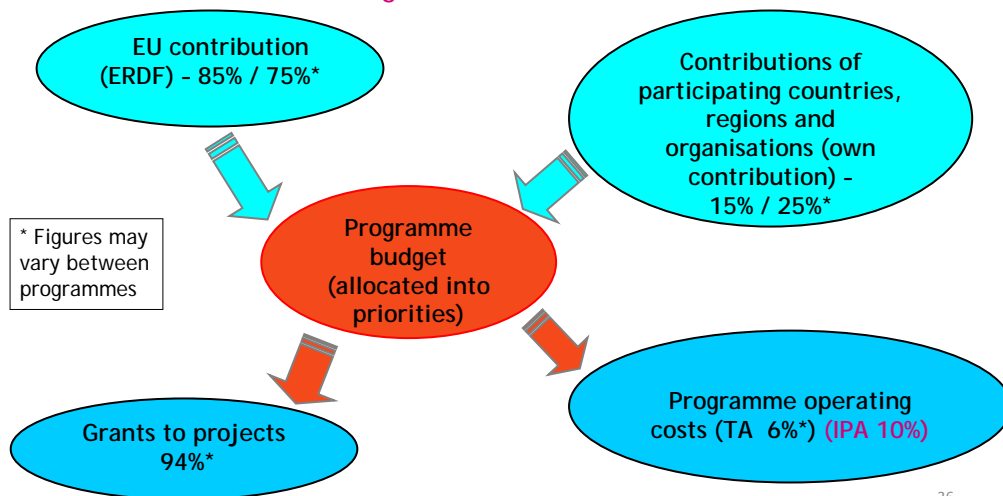 EU contribution
(ERDF) - 85% / 75%*
Contributions of
participating countries,
regions and
organisations (own
contribution) -
15% / 25%*
* Figures may
vary between
programmes
Programme
budget
(allocated into
priorities)
Grants to projects
94%*
Programme operating
costs (TA 6%*) (IPA 10%)